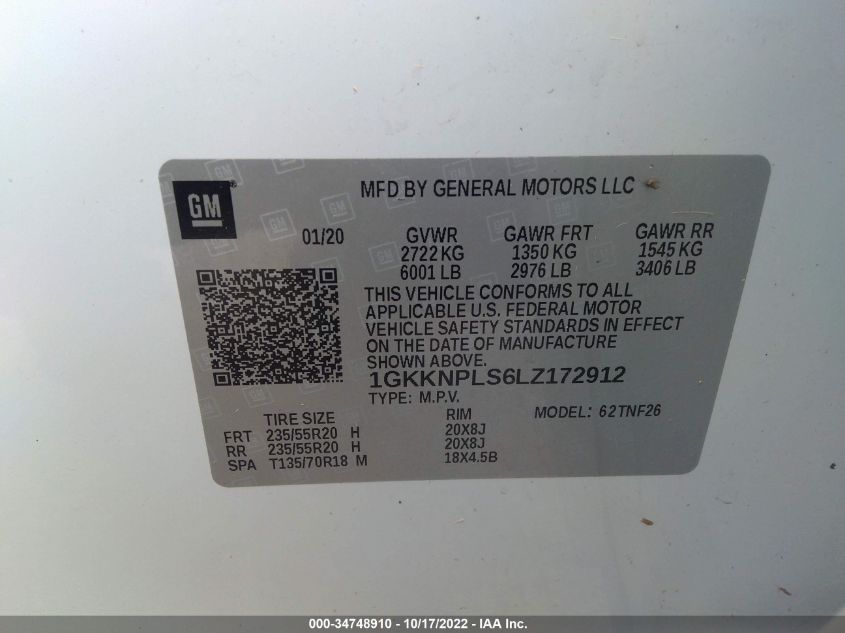 GM
MFD BY GENERAL MOTORS LLC
01/20
GVWR
2722 KG
6001 LB
GAWR FRT
1350 KG
2976 LB
GAWR RR
1545 KG
3406 LB
THIS VEHICLE CONFORMS TO ALL
APPLICABLE U.S. FEDERAL MOTOR
VEHICLE SAFETY STANDARDS IN EFFECT
ON THE DATE OF MANUFACTURE
SHOWN ABOVE.
1GKKNPLS6LZ172912
TYPE: M.P.V.
MODEL: 62TNF26
TIRE SIZE RIM
FRT 235/55R20 H 20X8J
RR 235/55R20 H 20X8J
SPA T135/70R18 M 18X4.5B
000-34748910 - 10/17/2022 - IAAI.com